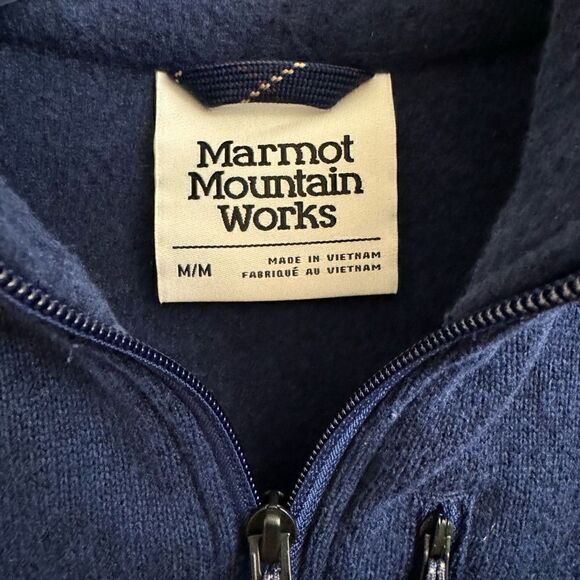 Marmot
Mountain
Works
M/M
MADE IN VIETNAM
FABRIQUÉ AU VIETNAM